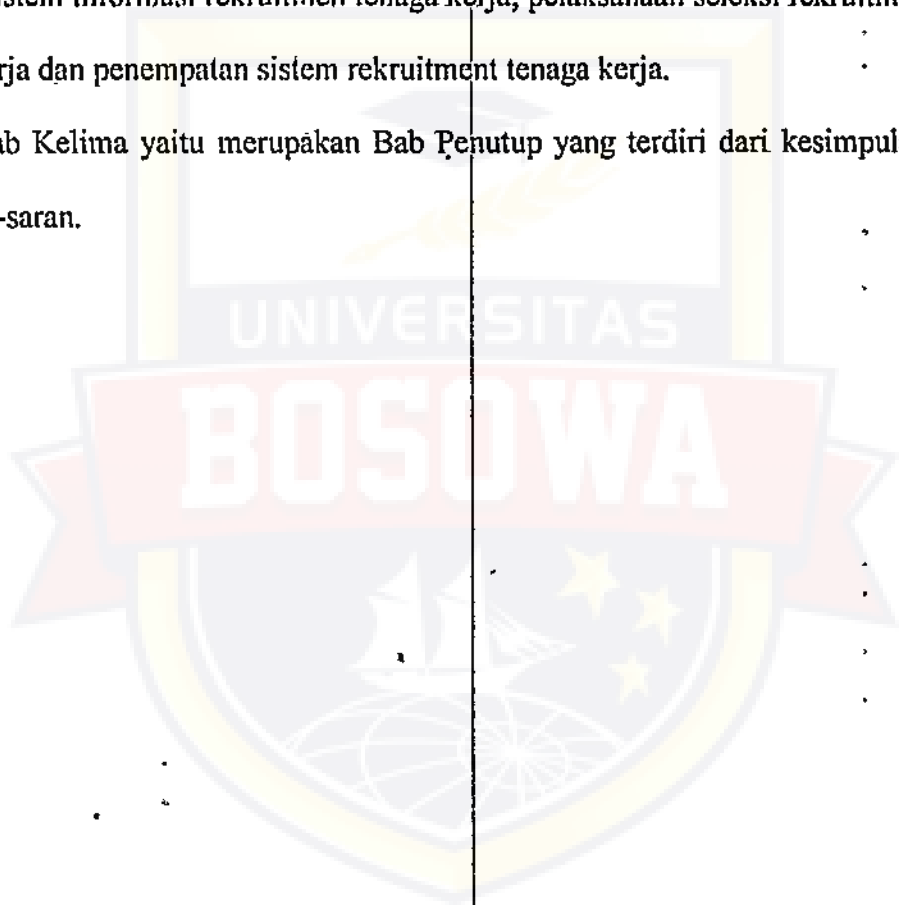 sistem informasi rekruitmen tenaga kerja, pelaksanaan seleksi rekruitm
rja dan penempatan sistem rekruitment tenaga kerja.
ab Kelima yaitu merupakan Bab Penutup yang terdiri dari kesimpul
-saran.
UNIVERSITAS
BOSOWA